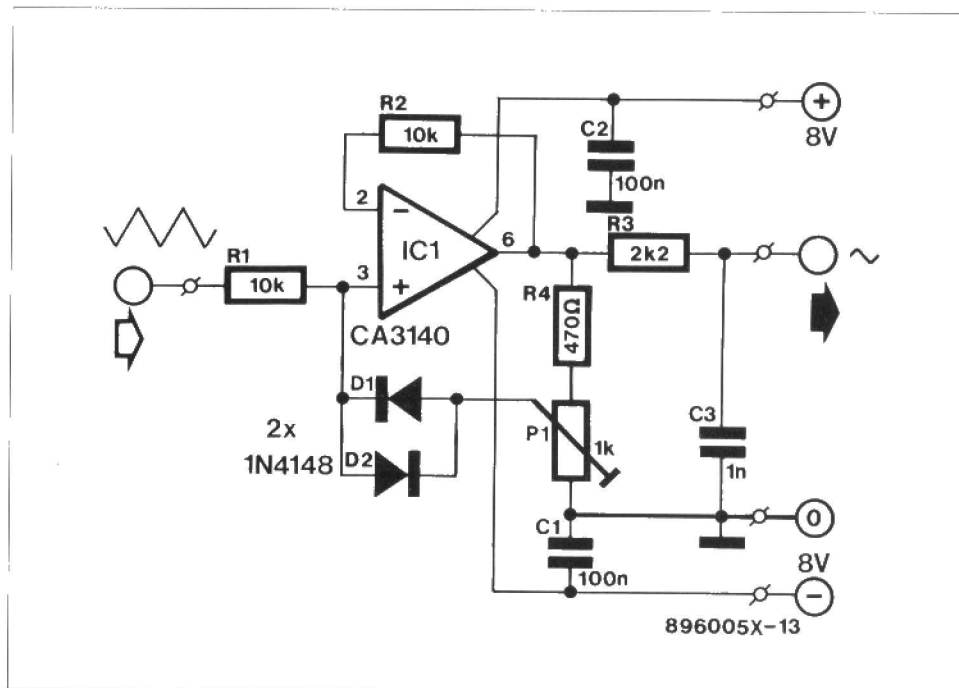 R2
10k
C2
100n
+
8V
2
−
IC1
6
R3
2k2
~
R1
10k
3
+
CA3140
R4
470Ω
D1
2x
1N4148
D2
P1
1k
C3
1n
0
C1
100n
8V
−
896005X-13